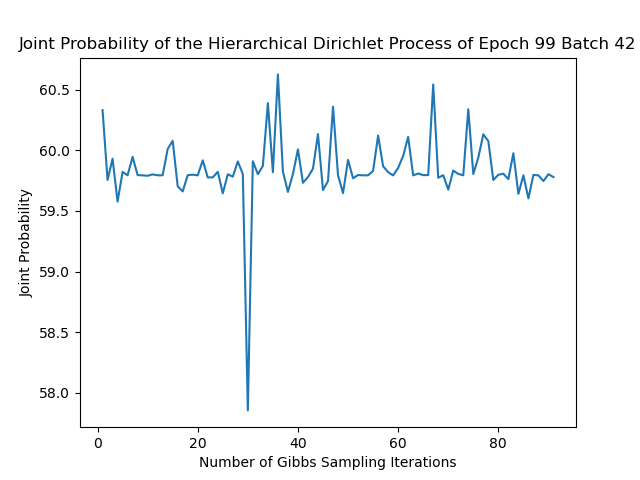 Joint Probability of the Hierarchical Dirichlet Process of Epoch 99 Batch 42
60.5
60.0
59.5
59.0
58.5
58.0
Joint Probability
0 20 40 60 80
Number of Gibbs Sampling Iterations